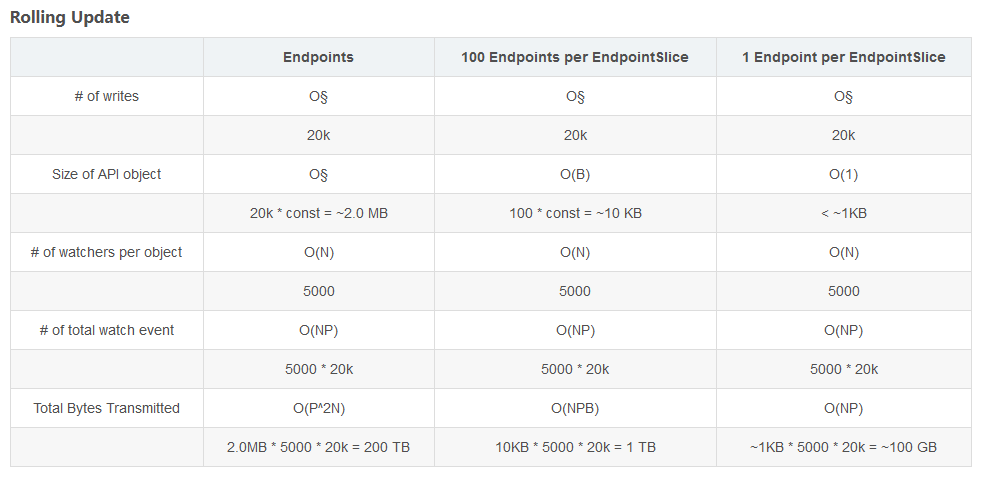 Rolling Update
Endpoints 100 Endpoints per EndpointSlice 1 Endpoint per EndpointSlice
# of writes O§ O§ O§
20k 20k 20k
Size of API object O§ O(B) O(1)
20k * const = ~2.0 MB 100 * const = ~10 KB < ~1KB
# of watchers per object O(N) O(N) O(N)
5000 5000 5000
# of total watch event O(NP) O(NP) O(NP)
5000 * 20k 5000 * 20k 5000 * 20k
Total Bytes Transmitted O(P^2N) O(NPB) O(NP)
2.0MB * 5000 * 20k = 200 TB 10KB * 5000 * 20k = 1 TB ~1KB * 5000 * 20k = ~100 GB